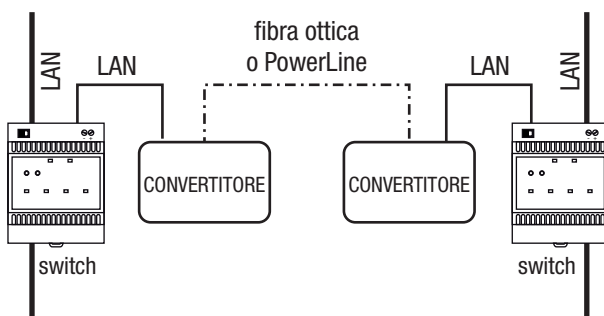 fibra ottica
o PowerLine
LAN
LAN
LAN
LAN
CONVERTITORE
CONVERTITORE
switch
switch